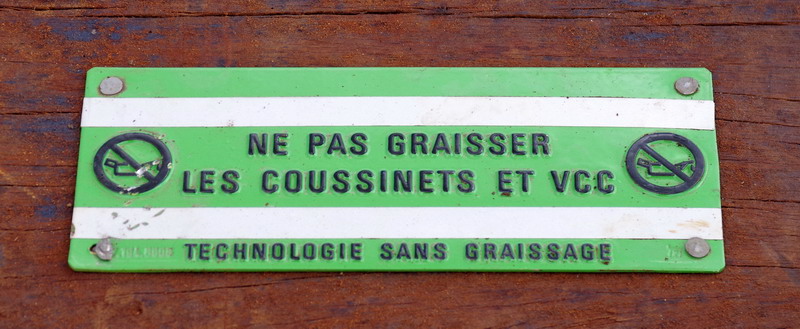 NE PAS GRAISSER
LES COUSSINETS ET VCC
TECHNOLOGIE SANS GRAISSAGE